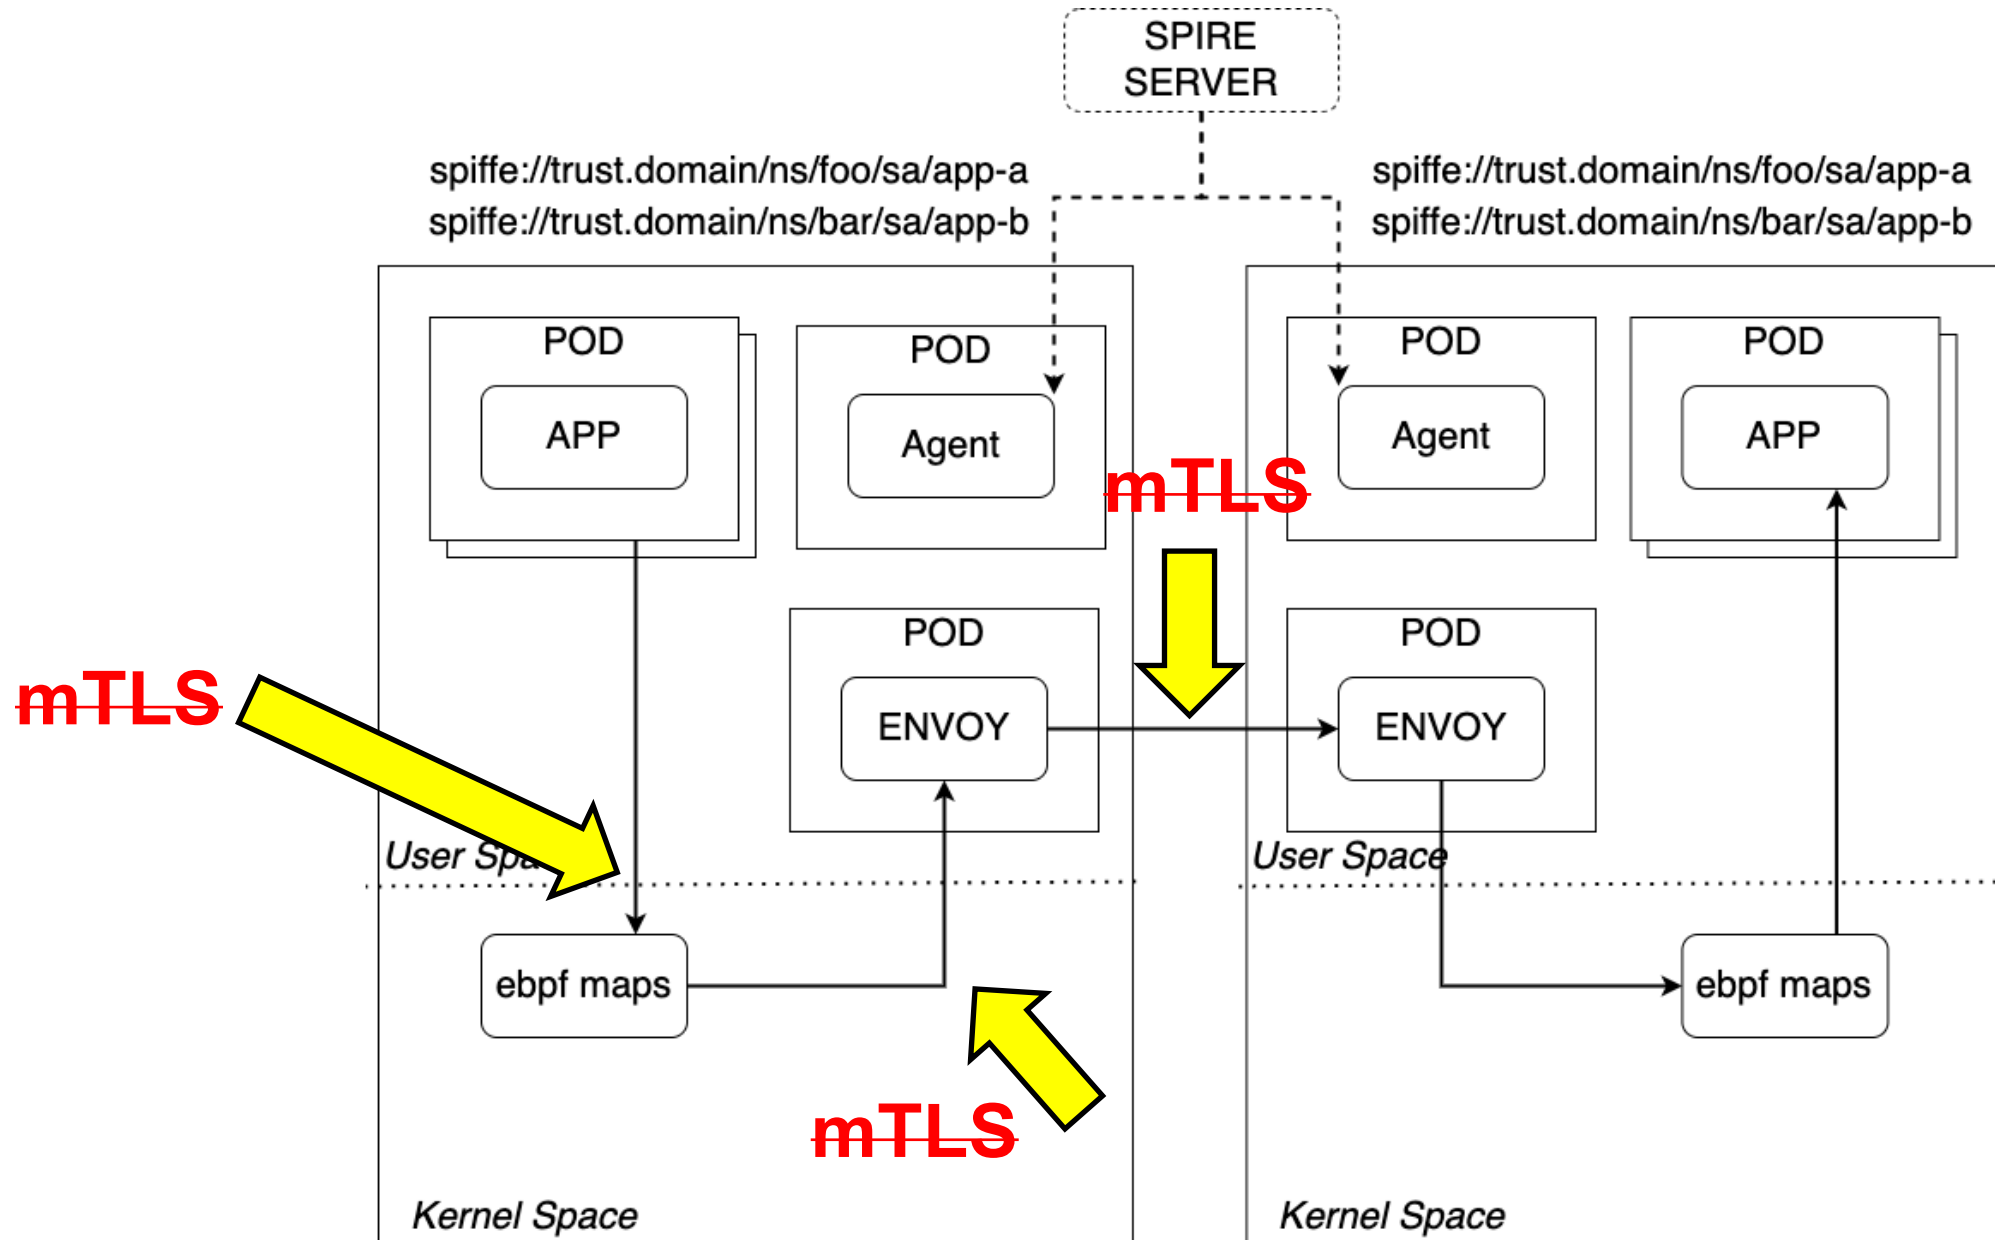 SPIRE
SERVER
spiffe://trust.domain/ns/foo/sa/app-a
spiffe://trust.domain/ns/bar/sa/app-b
spiffe://trust.domain/ns/foo/sa/app-a
spiffe://trust.domain/ns/bar/sa/app-b
POD
APP
POD
Agent
mTLS
POD
Agent
POD
APP
mTLS
POD
ENVOY
POD
ENVOY
User Spa
User Space
ebpf maps
ebpf maps
mTLS
Kernel Space
Kernel Space